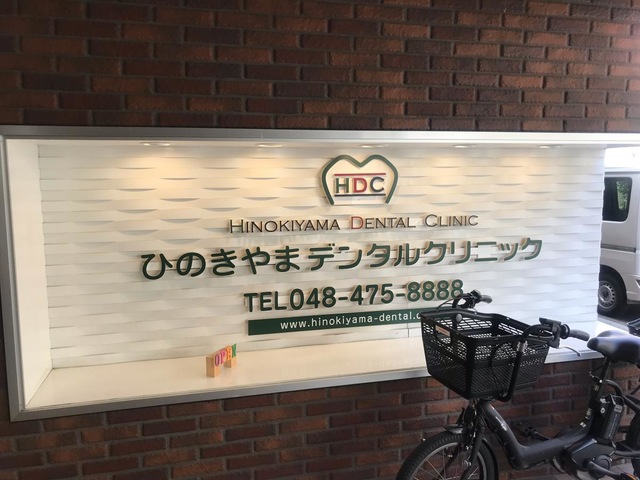 HDC
HINOKIYAMA DENTAL CLINIC
ひのきやまデンタルクリニック
TEL048-475-8888
www.hinokiyama-dental.c
OPEN